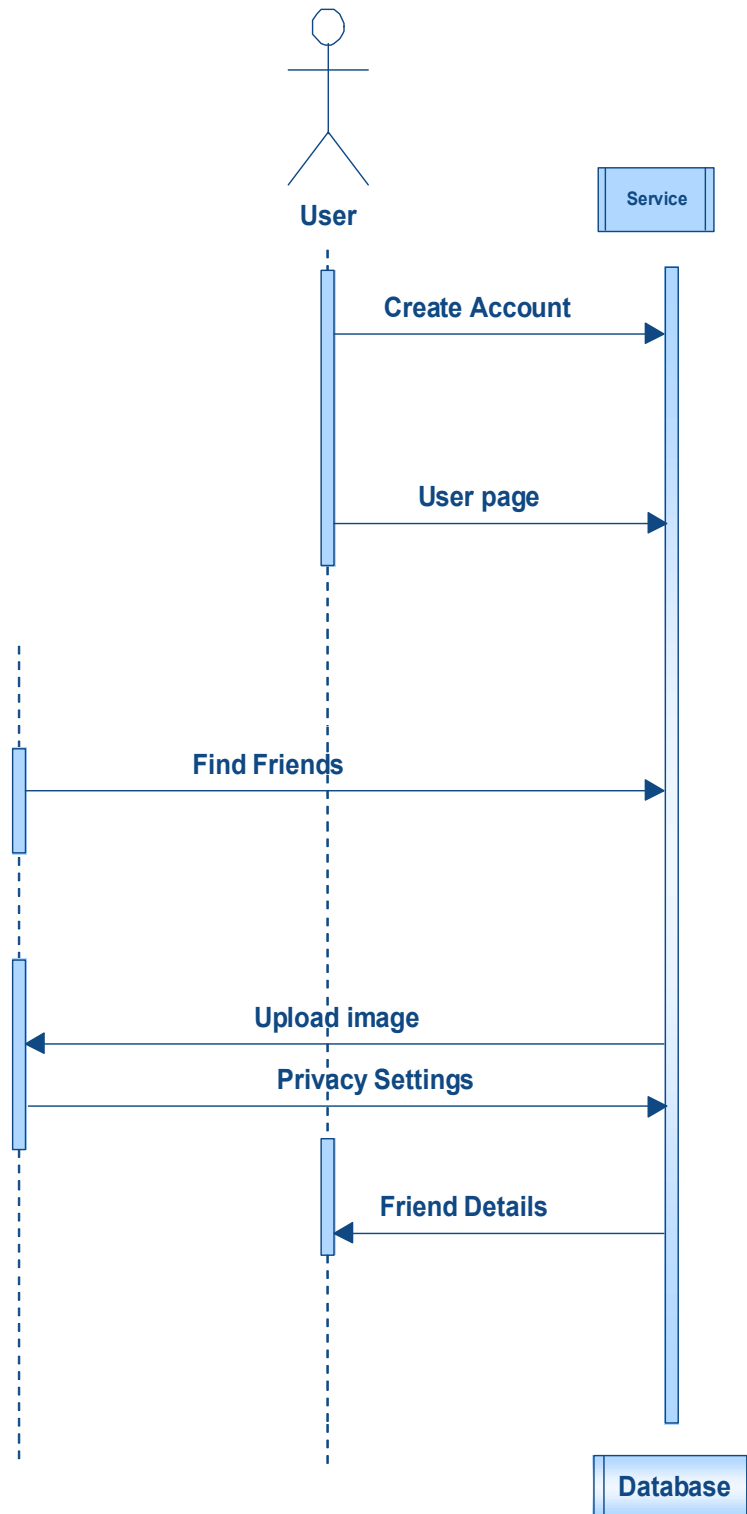 User
Service
Create Account
User page
Find Friends
Upload image
Privacy Settings
Friend Details
Database